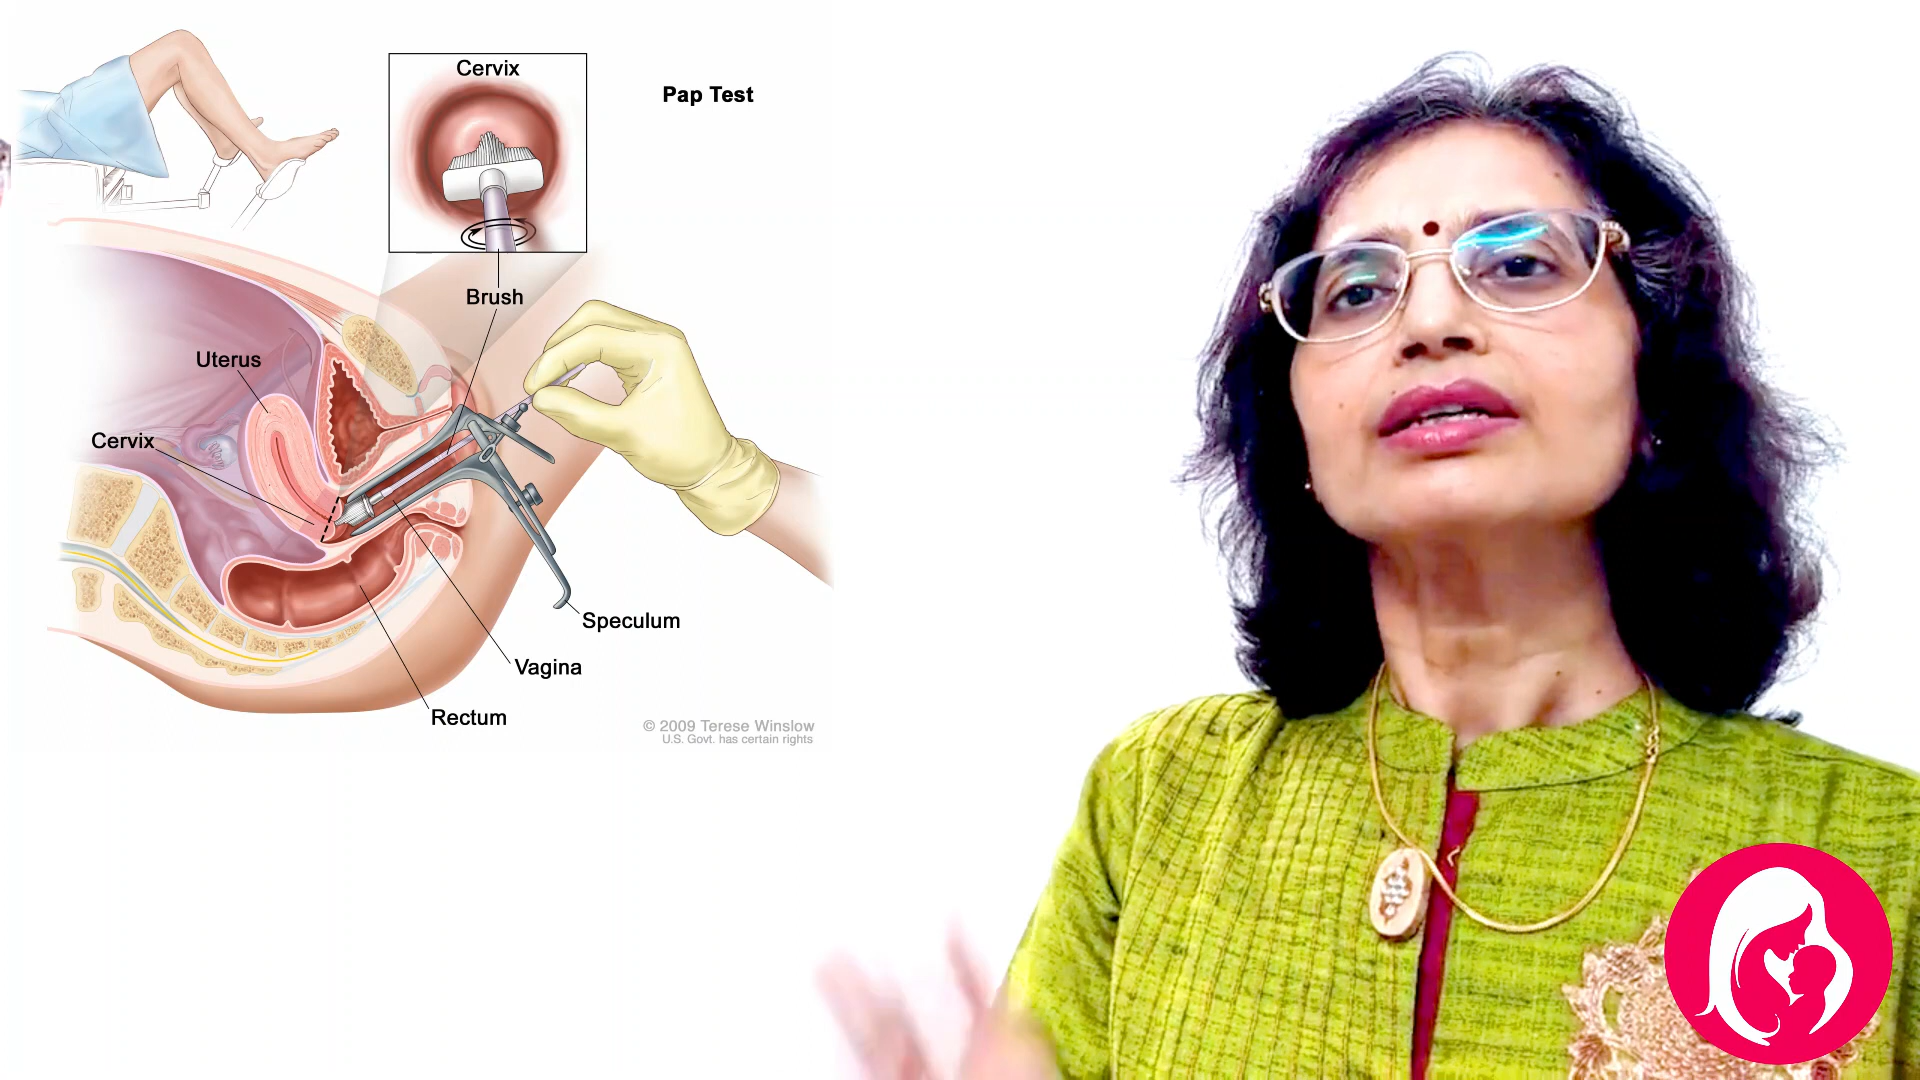 Cervix
Pap Test
Brush
Uterus
Cervix
Speculum
Vagina
Rectum
© 2009 Terese Winslow
U.S. Govt. has certain rights